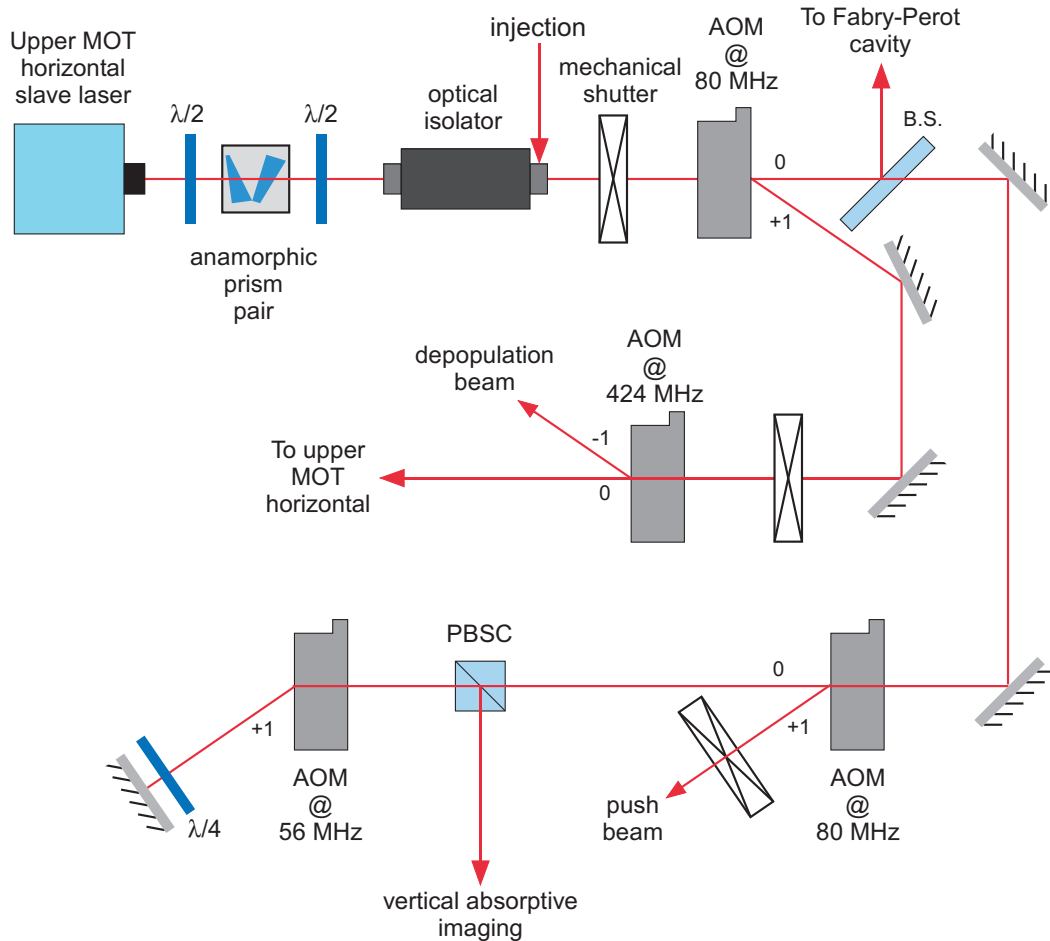 Upper MOT
horizontal
slave laser
λ/2
λ/2
anamorphic
prism
pair
optical
isolator
injection
mechanical
shutter
AOM
@
80 MHz
0
+1
To Fabry-Perot
cavity
B.S.
depopulation
beam
AOM
@
424 MHz
-1
0
To upper
MOT
horizontal
PBSC
0
+1
AOM
@
80 MHz
push
beam
+1
λ/4
AOM
@
56 MHz
vertical absorptive
imaging